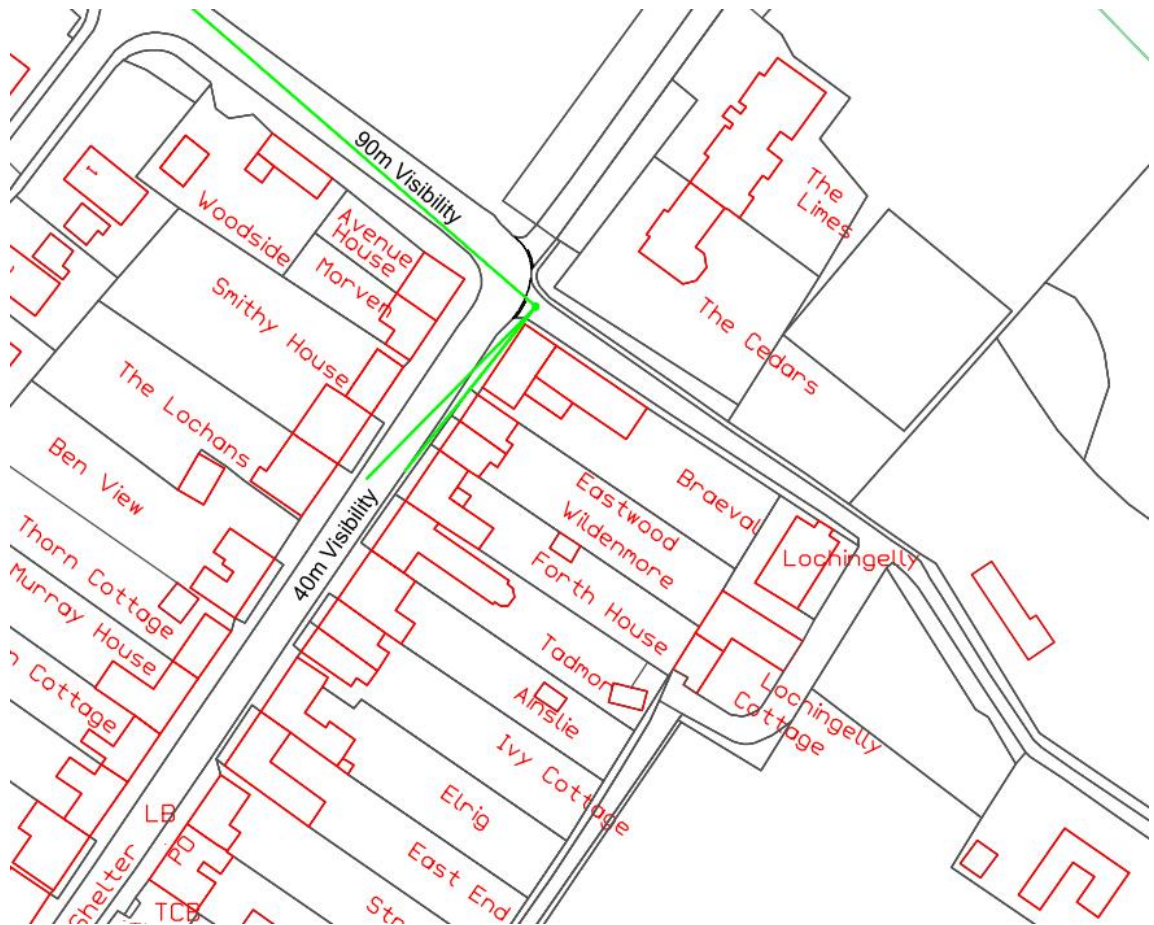 90m Visibility
The
Limes
Woodside
Avenue
House
Morven
Smithy House
The Cedars
The Lochans
Ben View
Braeval
Eastwood
Wildenmore
40m Visibility
Thorn Cottage
Lochingelly
Forth House
Murray House
Tadmor
n Cottage
Ainslie
Lochingelly
Cottage
Ivy Cottage
Elrig
LB
PO
East End
Shelter
TCB